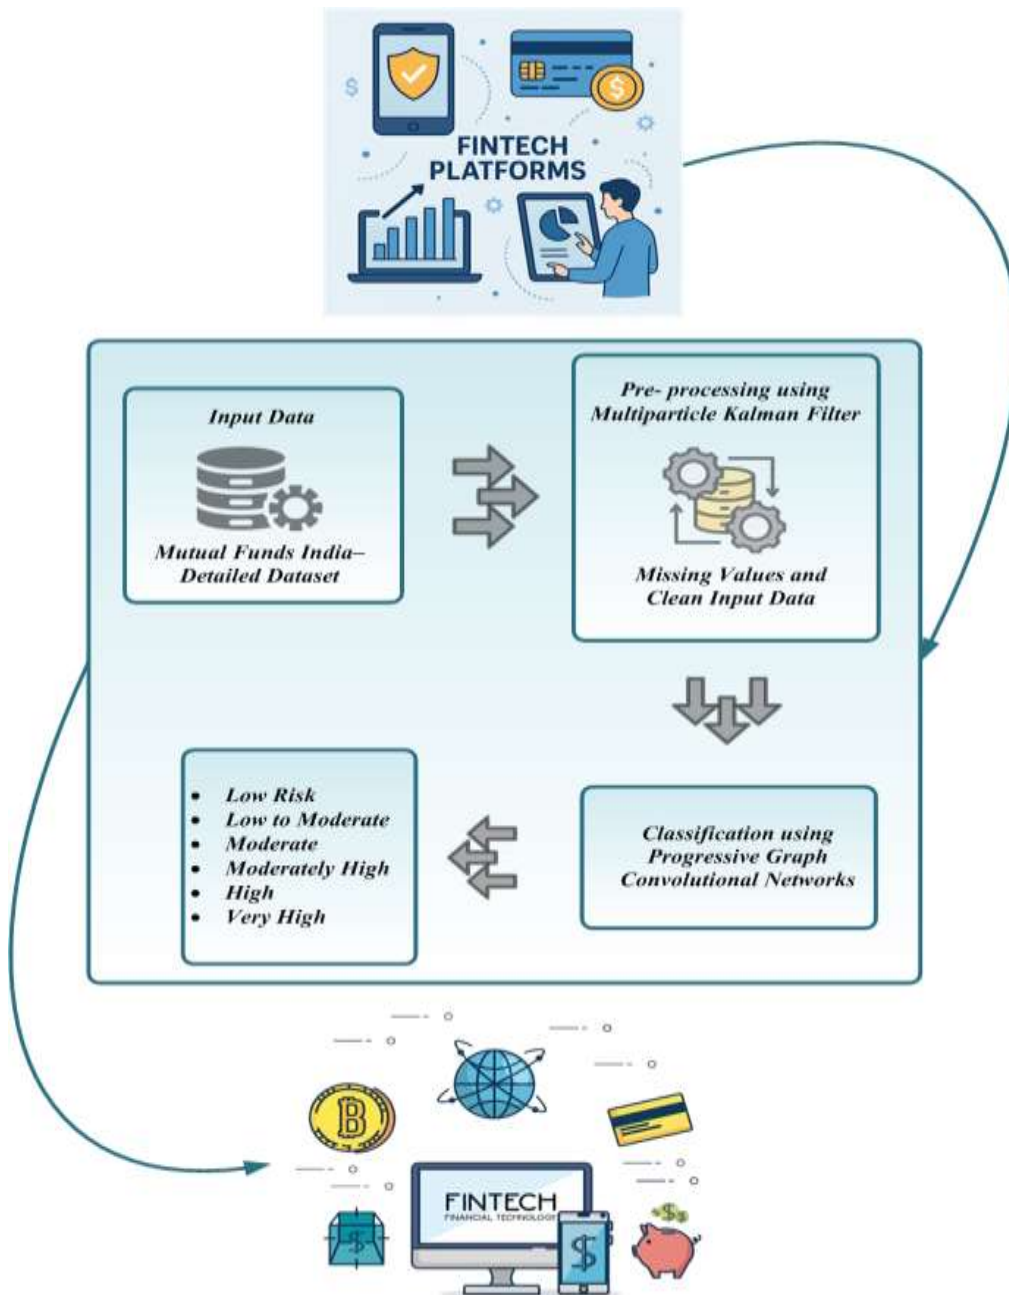 FINTECH
PLATFORMS
Input Data
Mutual Funds India–
Detailed Dataset
Pre- processing using
Multiparticle Kalman Filter
Missing Values and
Clean Input Data
Classification using
Progressive Graph
Convolutional Networks
• Low Risk
• Low to Moderate
• Moderate
• Moderately High
• High
• Very High
FINTECH
FINANCIAL TECHNOLOGY